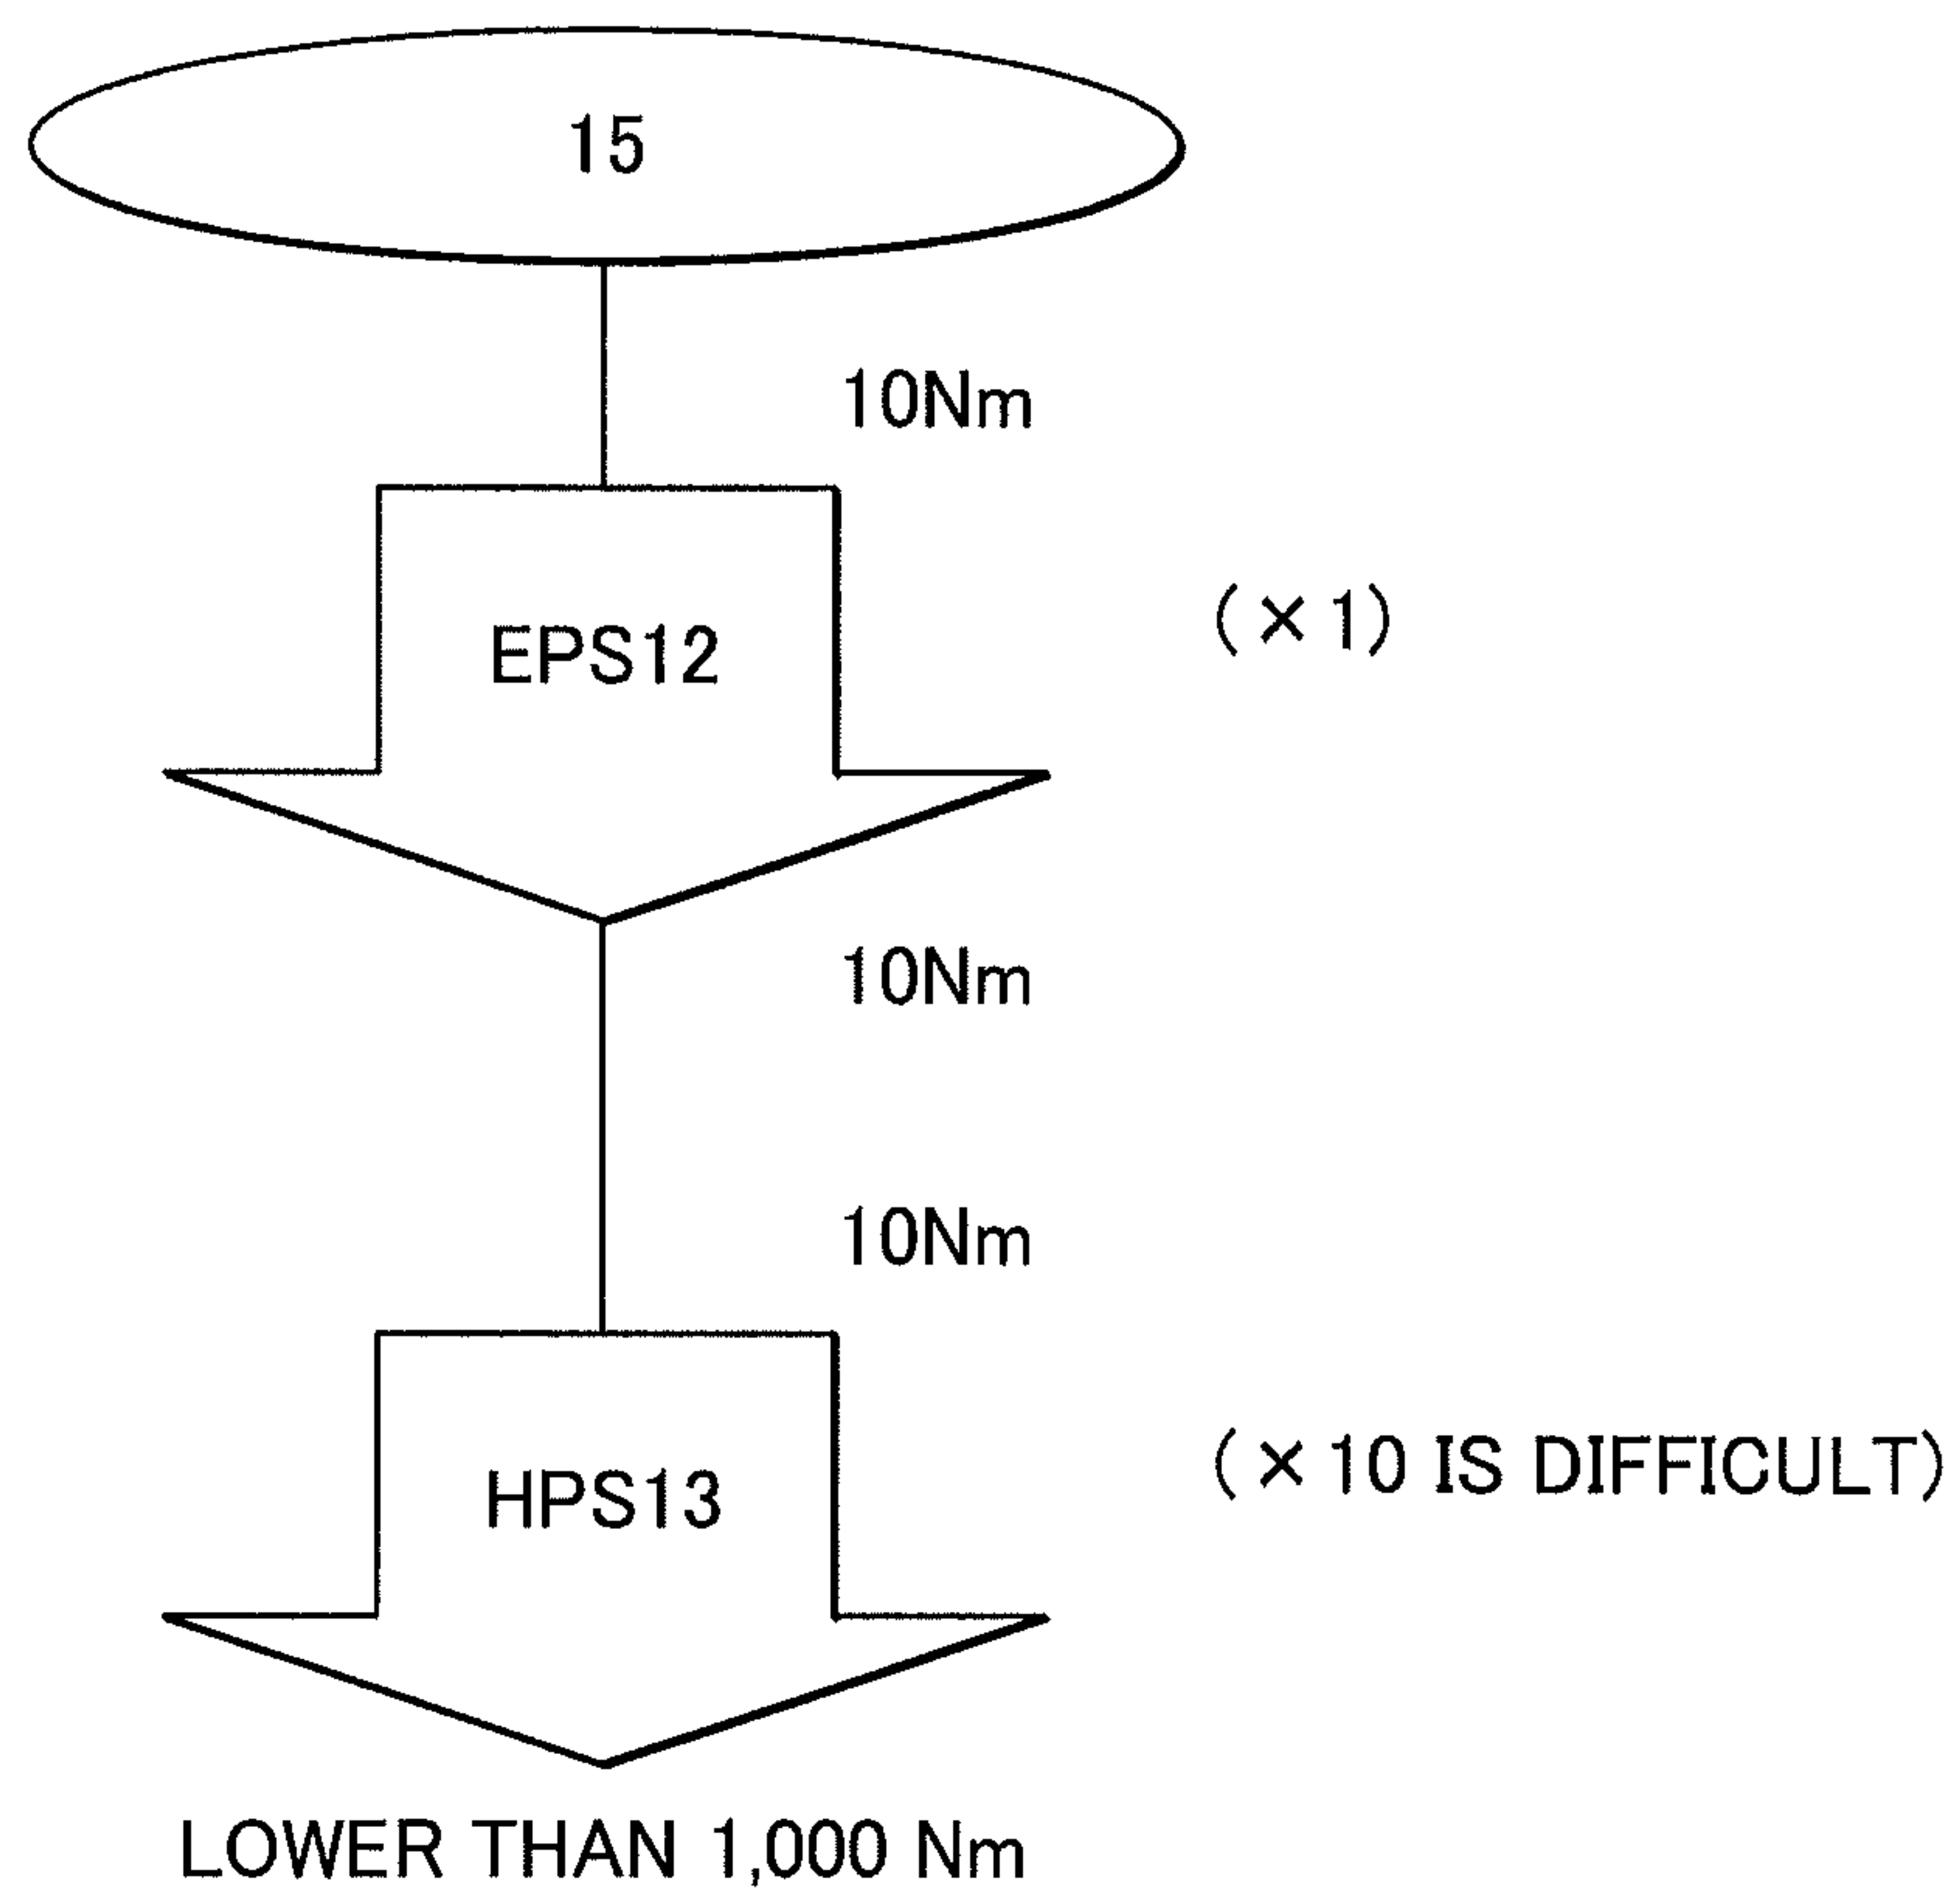 15
10Nm
EPS12
(×1)
10Nm
10Nm
HPS13
(×10 IS DIFFICULT)
LOWER THAN 1,000 Nm